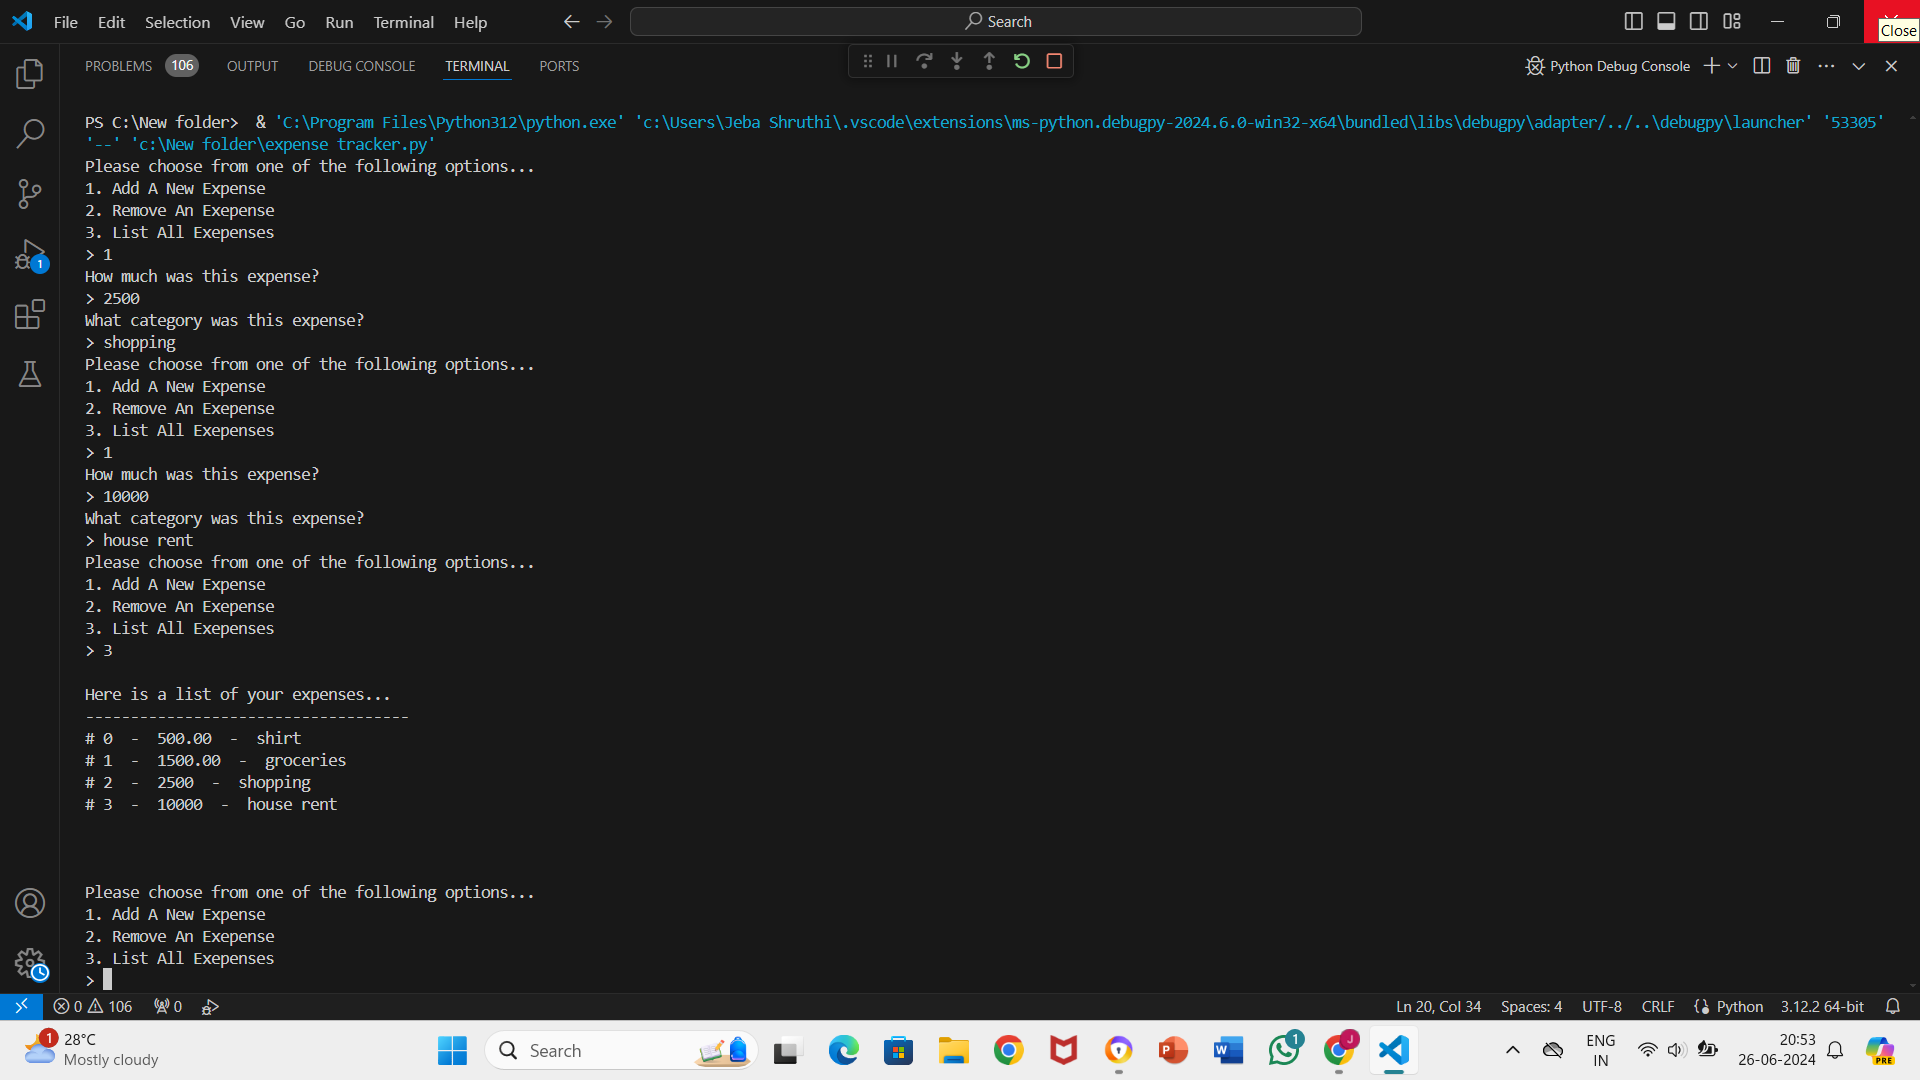 File Edit Selection View Go Run Terminal Help
Search
Close
PROBLEMS 106 OUTPUT DEBUG CONSOLE TERMINAL PORTS
Python Debug Console
PS C:\New folder>  & 'C:\Program Files\Python312\python.exe' 'c:\Users\Jeba Shruthi\.vscode\extensions\ms-python.debugpy-2024.6.0-win32-x64\bundled\libs\debugpy\adapter/../..\debugpy\launcher' '53305'
'--' 'c:\New folder\expense tracker.py'
Please choose from one of the following options...
1. Add A New Expense
2. Remove An Exepense
3. List All Exepenses
> 1
How much was this expense?
> 2500
What category was this expense?
> shopping
Please choose from one of the following options...
1. Add A New Expense
2. Remove An Exepense
3. List All Exepenses
> 1
How much was this expense?
> 10000
What category was this expense?
> house rent
Please choose from one of the following options...
1. Add A New Expense
2. Remove An Exepense
3. List All Exepenses
> 3
Here is a list of your expenses...
------------------------------------
# 0  -  500.00  -  shirt
# 1  -  1500.00  -  groceries
# 2  -  2500  -  shopping
# 3  -  10000  -  house rent
Please choose from one of the following options...
1. Add A New Expense
2. Remove An Exepense
3. List All Exepenses
>
1
0 106 0
Ln 20, Col 34 Spaces: 4 UTF-8 CRLF Python 3.12.2 64-bit
1 28°C
Mostly cloudy
Search
P W 1 J
ENG
IN
20:53
26-06-2024
PRE